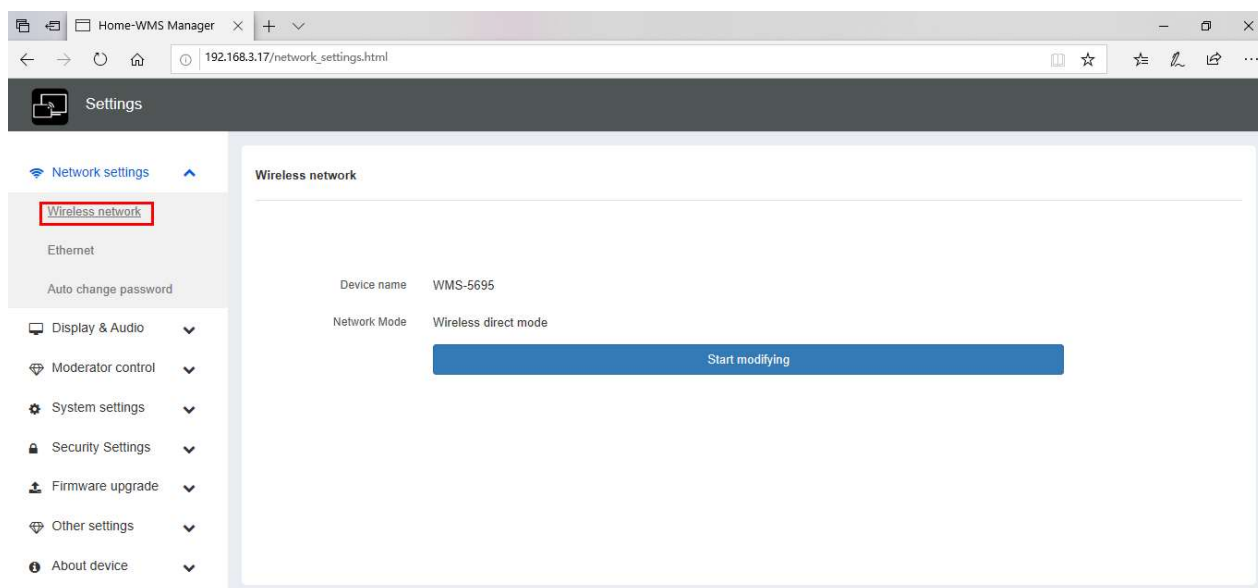 Home-WMS Manager
192.168.3.17/network_settings.html
Settings
Network settings
Wireless network
Ethernet
Auto change password
Display & Audio
Moderator control
System settings
Security Settings
Firmware upgrade
Other settings
About device
Wireless network
Device name WMS-5695
Network Mode Wireless direct mode
Start modifying